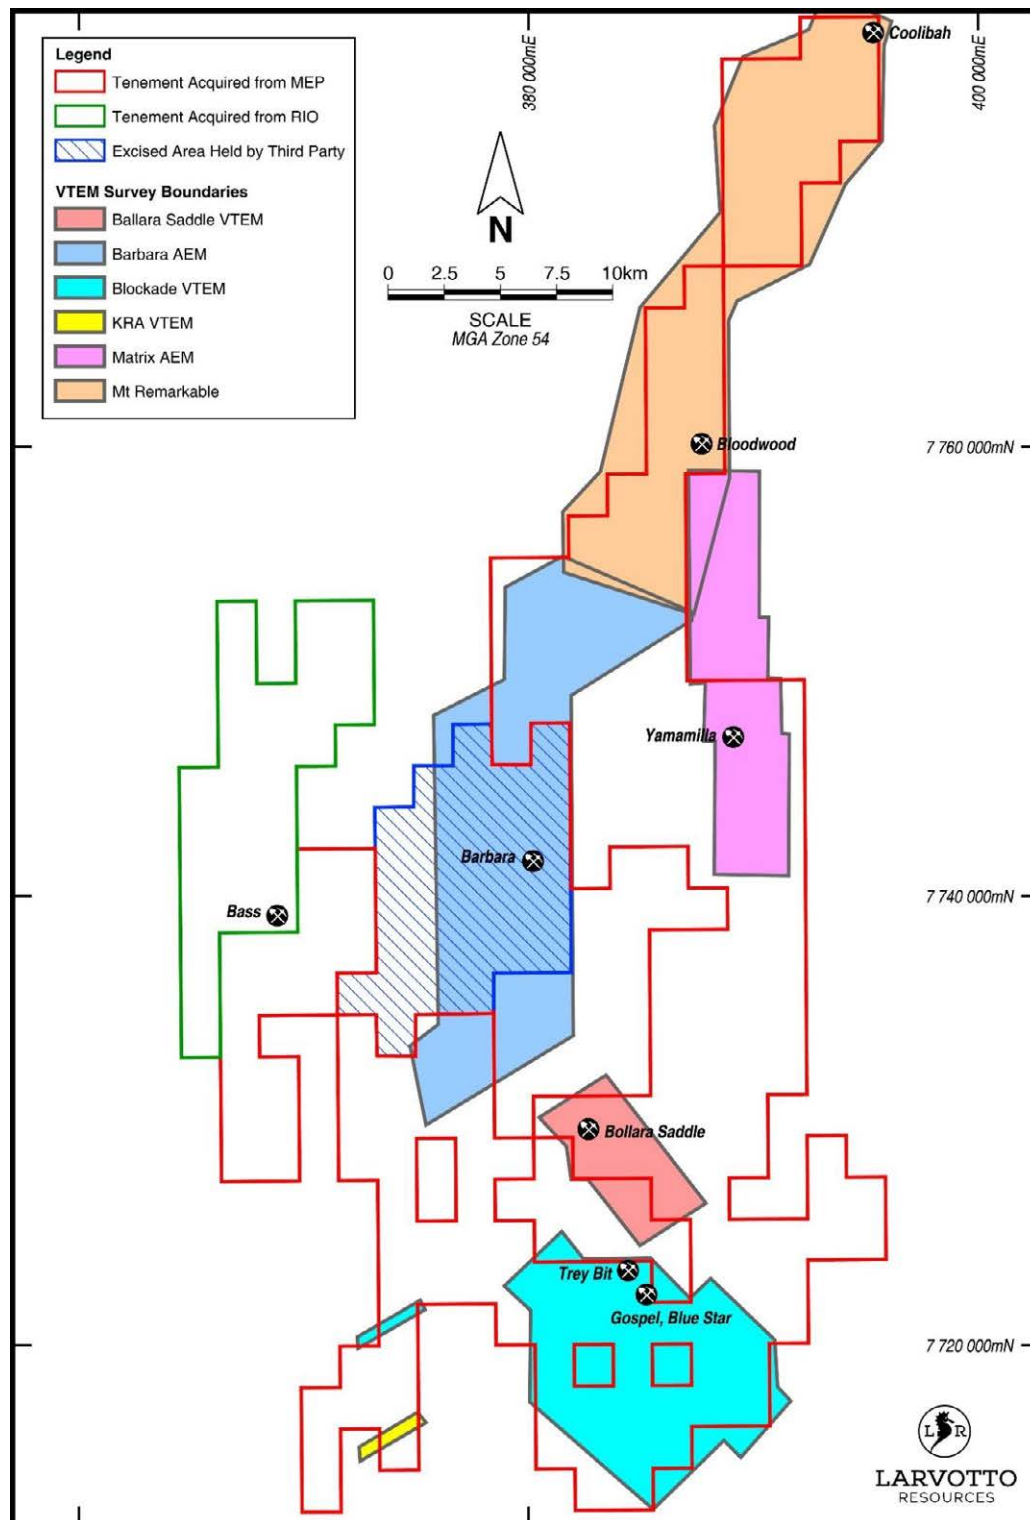 Legend
Tenement Acquired from MEP
Tenement Acquired from RIO
Excised Area Held by Third Party
VTEM Survey Boundaries
Ballara Saddle VTEM
Barbara AEM
Blockade VTEM
KRA VTEM
Matrix AEM
Mt Remarkable
380 000mE
400 000mE
N
0 2.5 5 7.5 10km
SCALE
MGA Zone 54
Coolibah
Bloodwood
7 760 000mN
Yamamilla
Barbara
7 740 000mN
Bass
Bollara Saddle
Trey Bit
Gospel, Blue Star
7 720 000mN
L R
LARVOTTO
RESOURCES